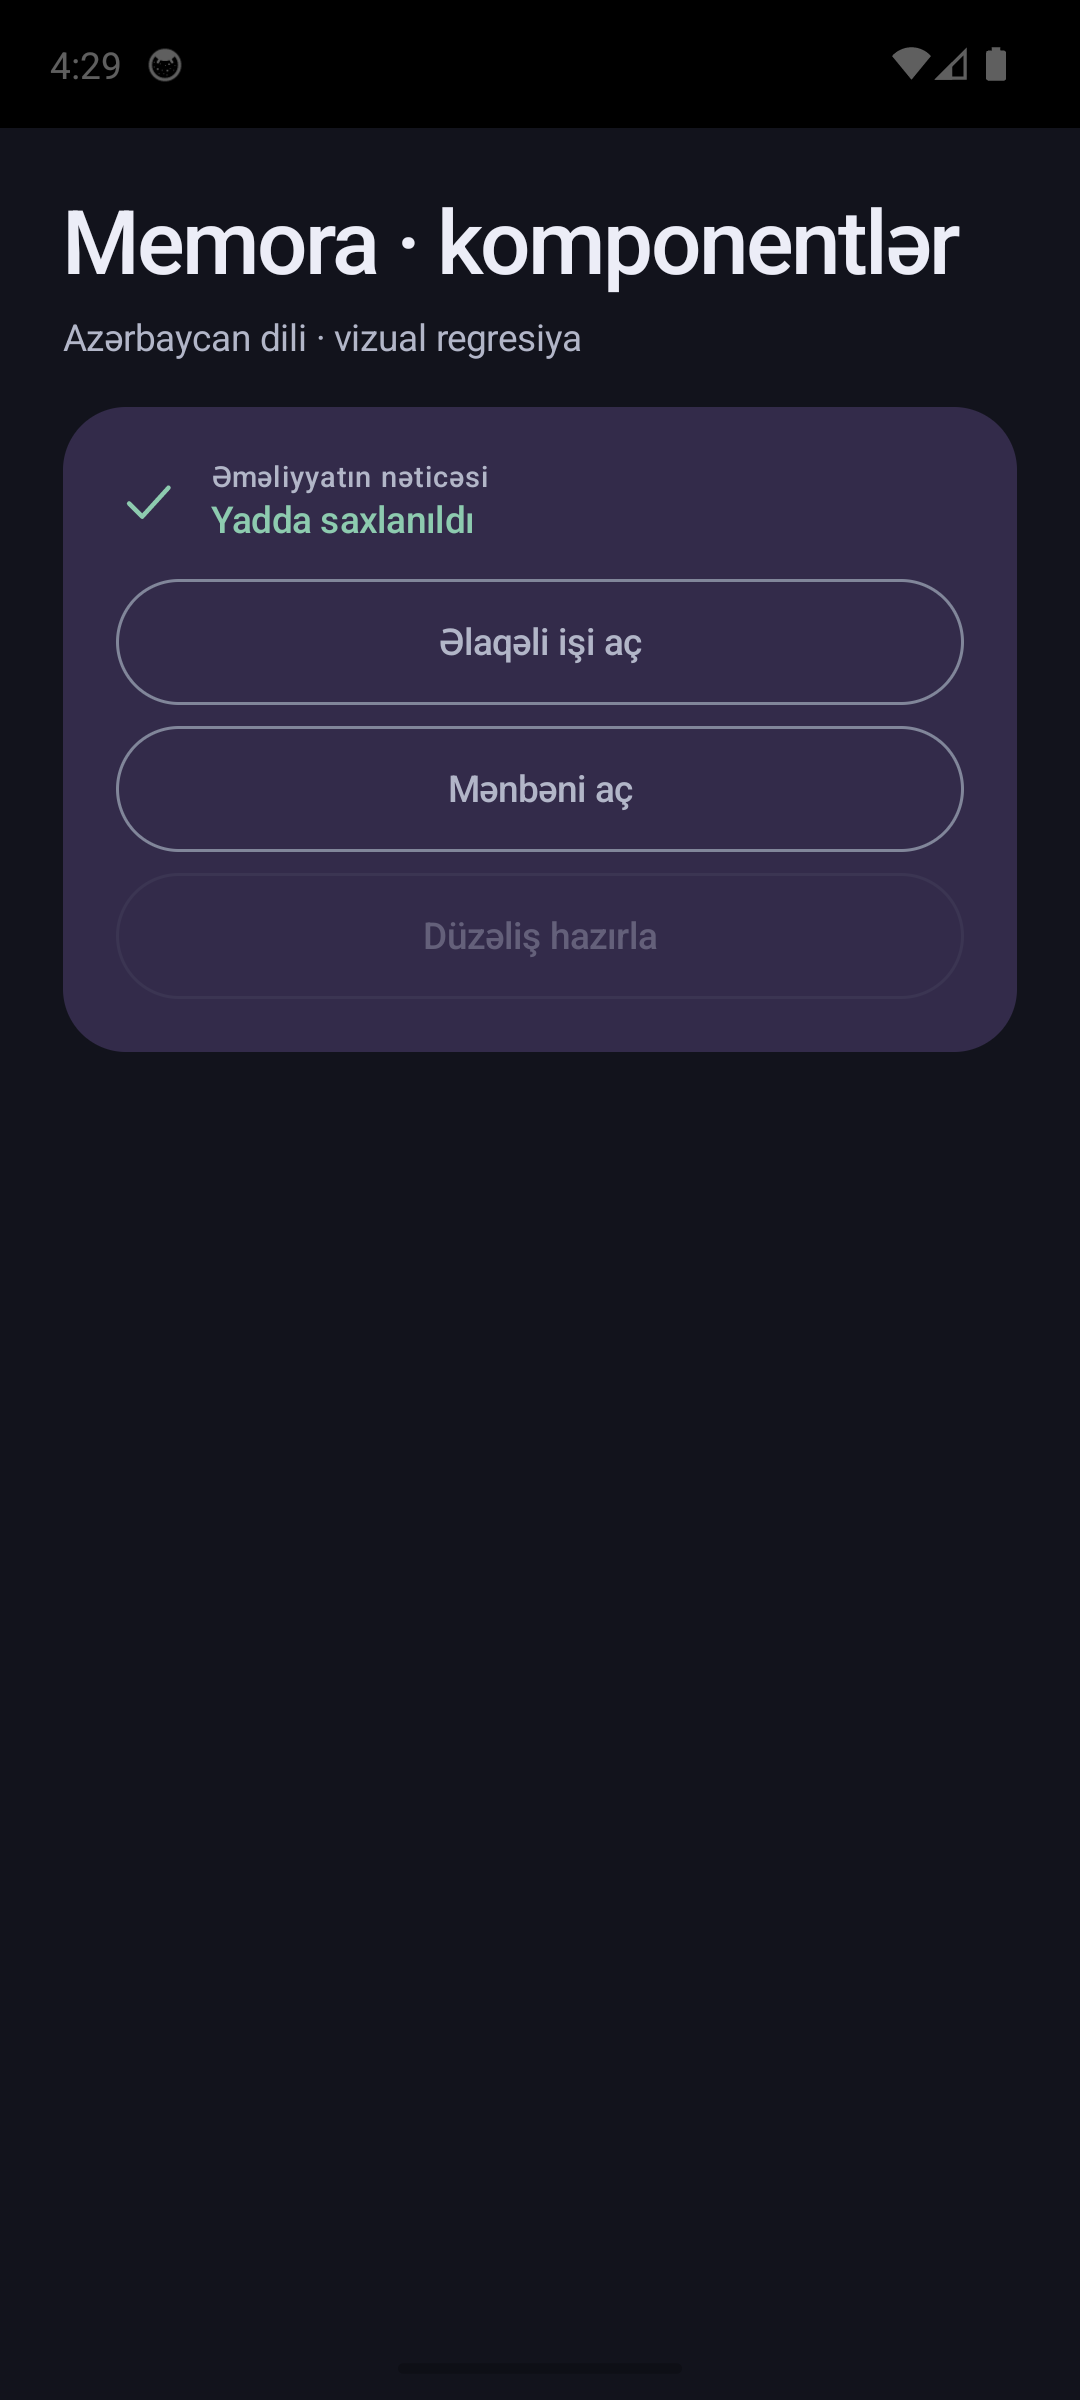 4:29
Memora · komponentlər
Azərbaycan dili · vizual regresiya
Əməliyyatın nəticəsi
Yadda saxlanıldı
Əlaqəli işi aç
Mənbəni aç
Düzəliş hazırla